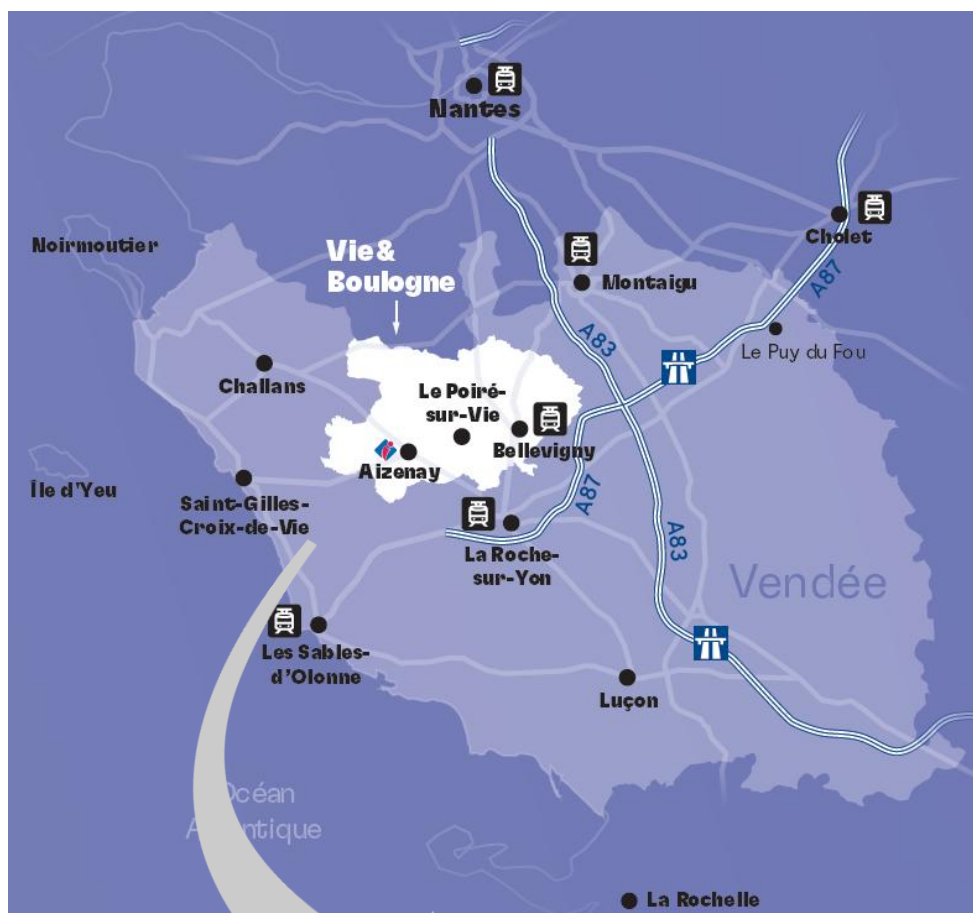 Nantes
Cholet
Noirmoutier
Vie &
Boulogne
Montaigu
A87
A83
Le Puy du Fou
Challans
Le Poiré-
sur-Vie
Bellevigny
Aizenay
Île d'Yeu
Saint-Gilles-
Croix-de-Vie
A87
La Roche-
sur-Yon
A83
Vendée
Les Sables-
d'Olonne
Luçon
Océan
A ntique
La Rochelle